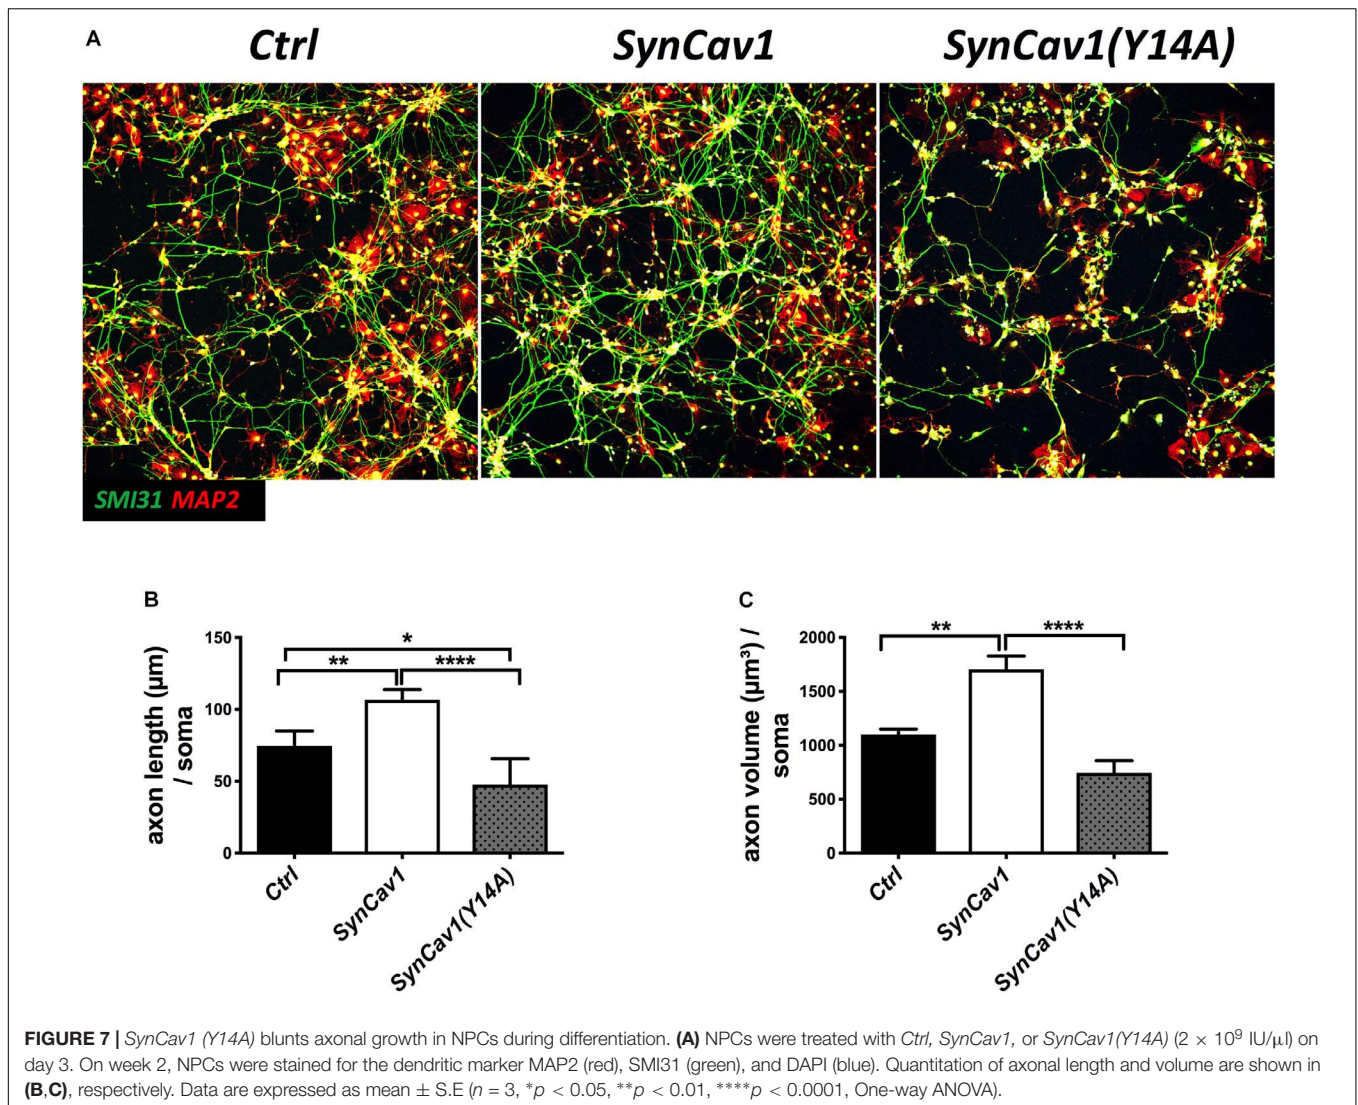 A
Ctrl
SynCav1
SynCav1(Y14A)
SMI31 MAP2
B
axon length (µm)
/ soma
150
100
50
0
*
**
****
Ctrl
SynCav1
SynCav1(Y14A)
C
axon volume (µm³) /
soma
2000
1500
1000
500
0
**
****
Ctrl
SynCav1
SynCav1(Y14A)
FIGURE 7 | SynCav1 (Y14A) blunts axonal growth in NPCs during differentiation. (A) NPCs were treated with Ctrl, SynCav1, or SynCav1(Y14A) (2 × 10⁹ IU/µl) on
day 3. On week 2, NPCs were stained for the dendritic marker MAP2 (red), SMI31 (green), and DAPI (blue). Quantitation of axonal length and volume are shown in
(B,C), respectively. Data are expressed as mean ± S.E (n = 3, *p < 0.05, **p < 0.01, ****p < 0.0001, One-way ANOVA).